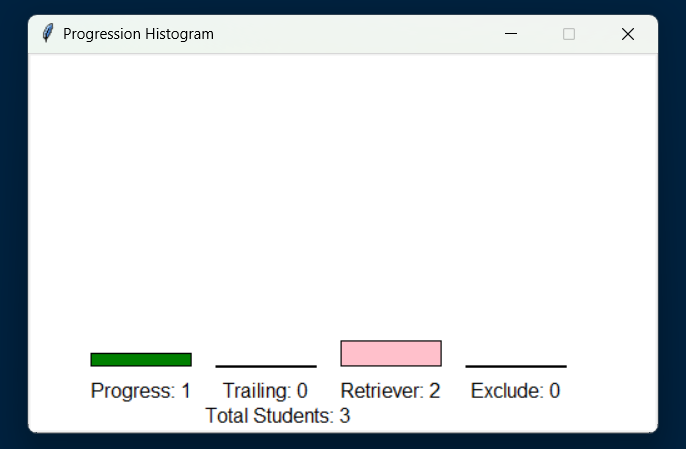 Progression Histogram
Progress: 1 Trailing: 0 Retriever: 2 Exclude: 0
Total Students: 3